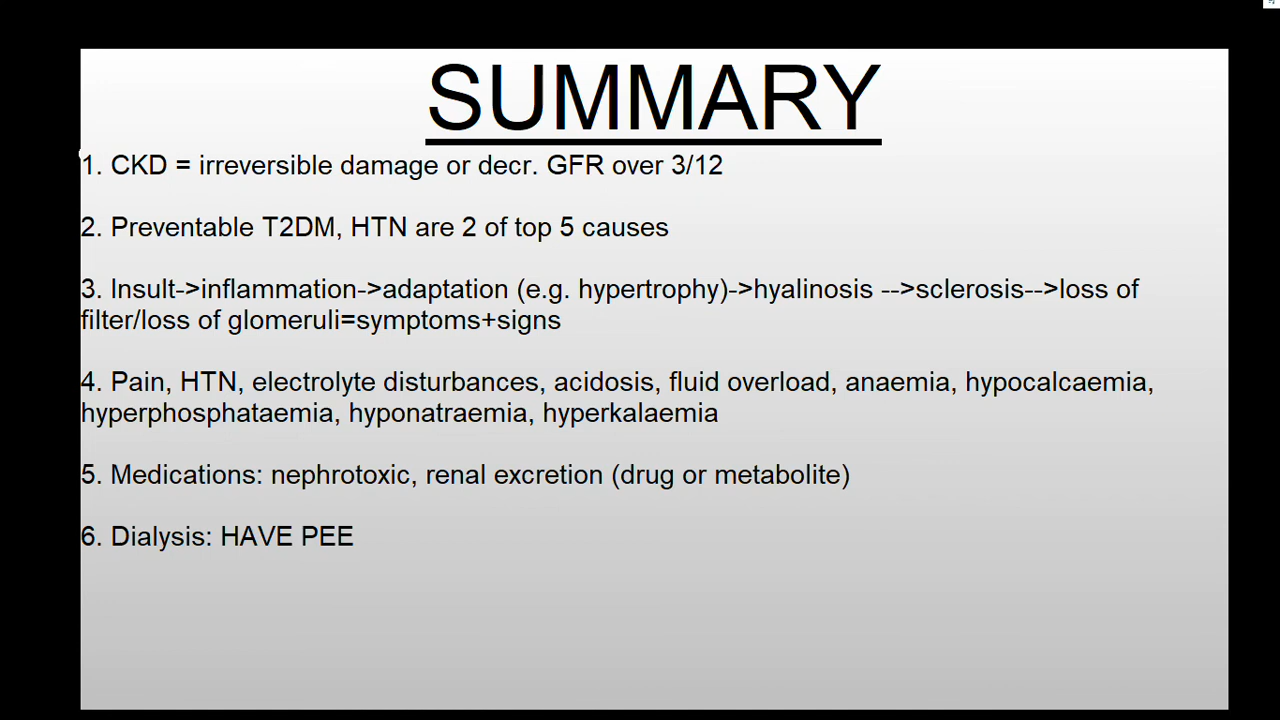 SUMMARY
1. CKD = irreversible damage or decr. GFR over 3/12
2. Preventable T2DM, HTN are 2 of top 5 causes
3. Insult->inflammation->adaptation (e.g. hypertrophy)->hyalinosis -->sclerosis-->loss of
filter/loss of glomeruli=symptoms+signs
4. Pain, HTN, electrolyte disturbances, acidosis, fluid overload, anaemia, hypocalcaemia,
hyperphosphataemia, hyponatraemia, hyperkalaemia
5. Medications: nephrotoxic, renal excretion (drug or metabolite)
6. Dialysis: HAVE PEE